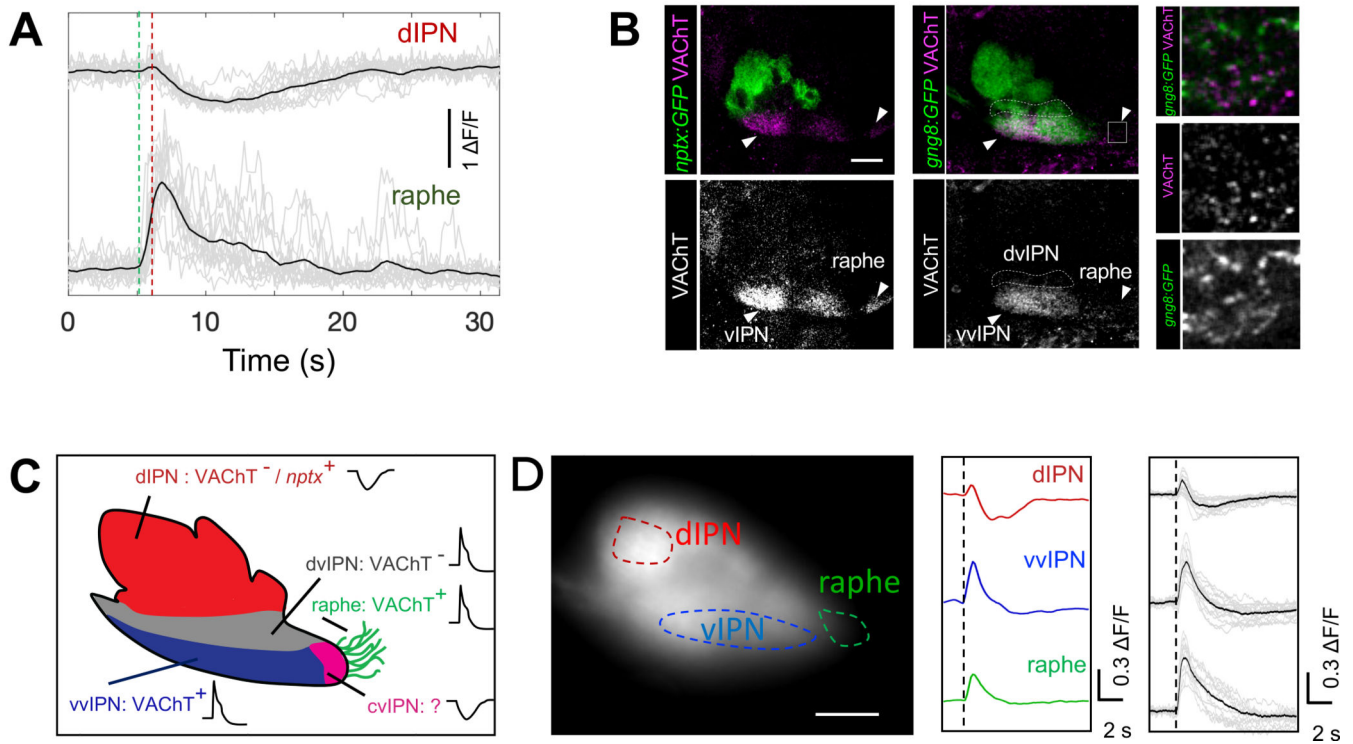 A
dIPN
1 ΔF/F
raphe
0 10 20 30
Time (s)
B
nptx:GFP VAChT
VAChT
raphe
vIPN
gng8:GFP VAChT
VAChT
dvIPN
raphe
vvIPN
gng8:GFP VAChT
VAChT
gng8:GFP
C
dIPN : VAChT - / nptx+
dvIPN: VAChT -
raphe: VAChT+
vvIPN: VAChT+
cvIPN: ?
D
dIPN
raphe
vIPN
dIPN
vvIPN
raphe
0.3 ΔF/F
2 s
0.3 ΔF/F
2 s